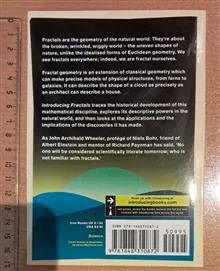 Fractals are the geometry of the natural world. They're about
the broken, wrinkled, wiggly world – the uneven shapes of
nature, unlike the idealised forms of Euclidean geometry. We
see fractals everywhere; indeed, we are fractal ourselves.
Fractal geometry is an extension of classical geometry which
can make precise models of physical structures, from ferns to
galaxies. It can describe the shape of a cloud as precisely as
an architect can describe a house.
Introducing Fractals traces the historical development of this
mathematical discipline, explores its descriptive powers in the
natural world, and then looks at the applications and the
implications of the discoveries it has made.
As John Archibald Wheeler, protégé of Niels Bohr, friend of
Albert Einstein and mentor of Richard Feynman has said, 'No
one will be considered scientifically literate tomorrow, who is
not familiar with fractals.'
introducingbooks.com
Science
50995